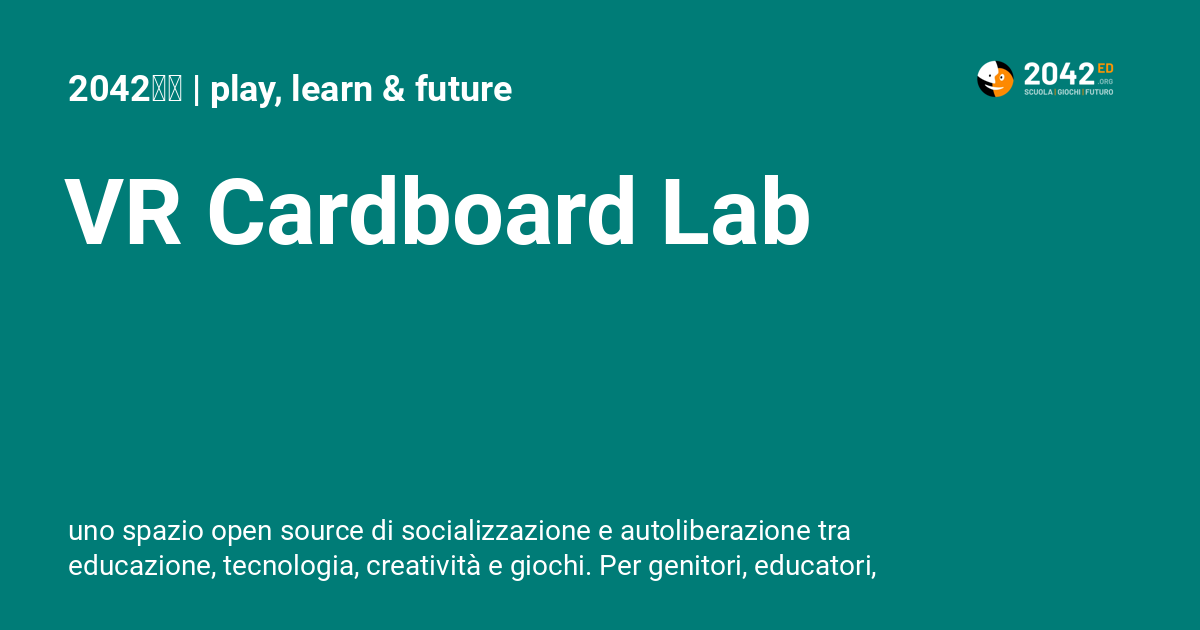 2042 | play, learn & future
2042 ED
.ORG
SCUOLA | GIOCHI | FUTURO
VR Cardboard Lab
uno spazio open source di socializzazione e autoliberazione tra
educazione, tecnologia, creatività e giochi. Per genitori, educatori,